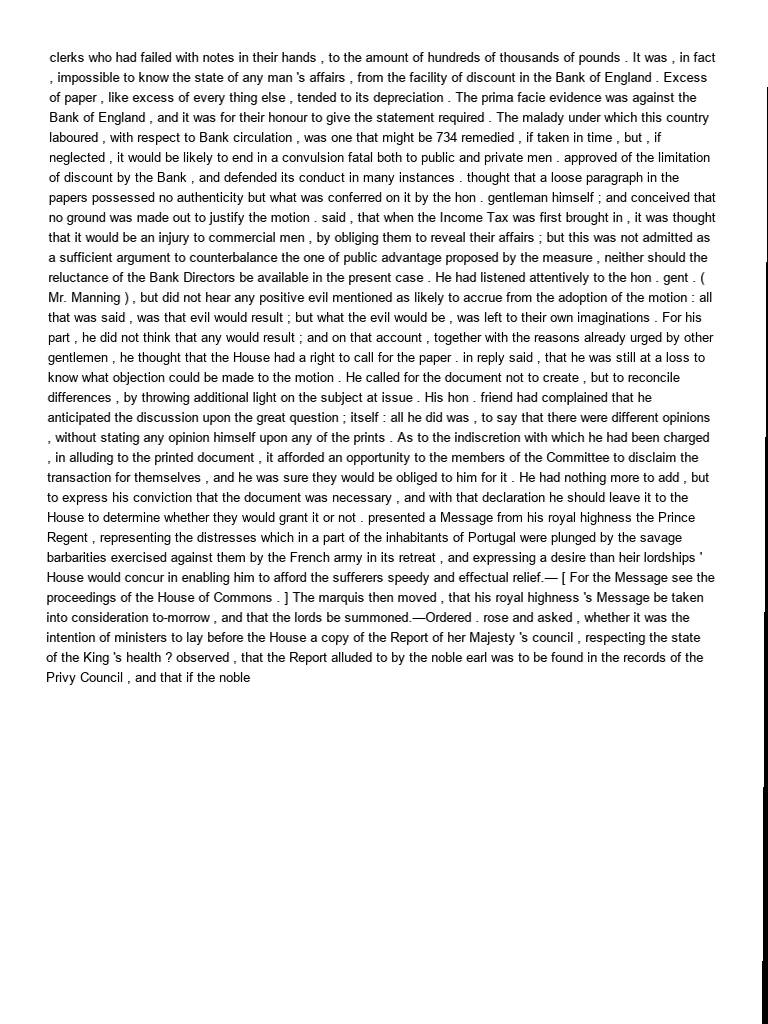 clerks who had failed with notes in their hands , to the amount of hundreds of thousands of pounds . It was , in fact
, impossible to know the state of any man 's affairs , from the facility of discount in the Bank of England . Excess
of paper , like excess of every thing else , tended to its depreciation . The prima facie evidence was against the
Bank of England , and it was for their honour to give the statement required . The malady under which this country
laboured , with respect to Bank circulation , was one that might be 734 remedied , if taken in time , but , if
neglected , it would be likely to end in a convulsion fatal both to public and private men . approved of the limitation
of discount by the Bank , and defended its conduct in many instances . thought that a loose paragraph in the
papers possessed no authenticity but what was conferred on it by the hon . gentleman himself ; and conceived that
no ground was made out to justify the motion . said , that when the Income Tax was first brought in , it was thought
that it would be an injury to commercial men , by obliging them to reveal their affairs ; but this was not admitted as
a sufficient argument to counterbalance the one of public advantage proposed by the measure , neither should the
reluctance of the Bank Directors be available in the present case . He had listened attentively to the hon . gent . (
Mr. Manning ) , but did not hear any positive evil mentioned as likely to accrue from the adoption of the motion : all
that was said , was that evil would result ; but what the evil would be , was left to their own imaginations . For his
part , he did not think that any would result ; and on that account , together with the reasons already urged by other
gentlemen , he thought that the House had a right to call for the paper . in reply said , that he was still at a loss to
know what objection could be made to the motion . He called for the document not to create , but to reconcile
differences , by throwing additional light on the subject at issue . His hon . friend had complained that he
anticipated the discussion upon the great question ; itself : all he did was , to say that there were different opinions
, without stating any opinion himself upon any of the prints . As to the indiscretion with which he had been charged
, in alluding to the printed document , it afforded an opportunity to the members of the Committee to disclaim the
transaction for themselves , and he was sure they would be obliged to him for it . He had nothing more to add , but
to express his conviction that the document was necessary , and with that declaration he should leave it to the
House to determine whether they would grant it or not . presented a Message from his royal highness the Prince
Regent , representing the distresses which in a part of the inhabitants of Portugal were plunged by the savage
barbarities exercised against them by the French army in its retreat , and expressing a desire than heir lordships '
House would concur in enabling him to afford the sufferers speedy and effectual relief.— [ For the Message see the
proceedings of the House of Commons . ] The marquis then moved , that his royal highness 's Message be taken
into consideration to-morrow , and that the lords be summoned.—Ordered . rose and asked , whether it was the
intention of ministers to lay before the House a copy of the Report of her Majesty 's council , respecting the state
of the King 's health ? observed , that the Report alluded to by the noble earl was to be found in the records of the
Privy Council , and that if the noble